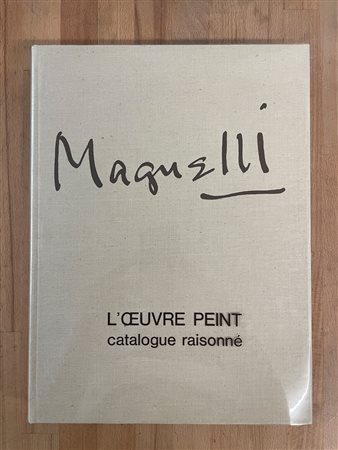 Magnelli
L'ŒUVRE PEINT
catalogue raisonné